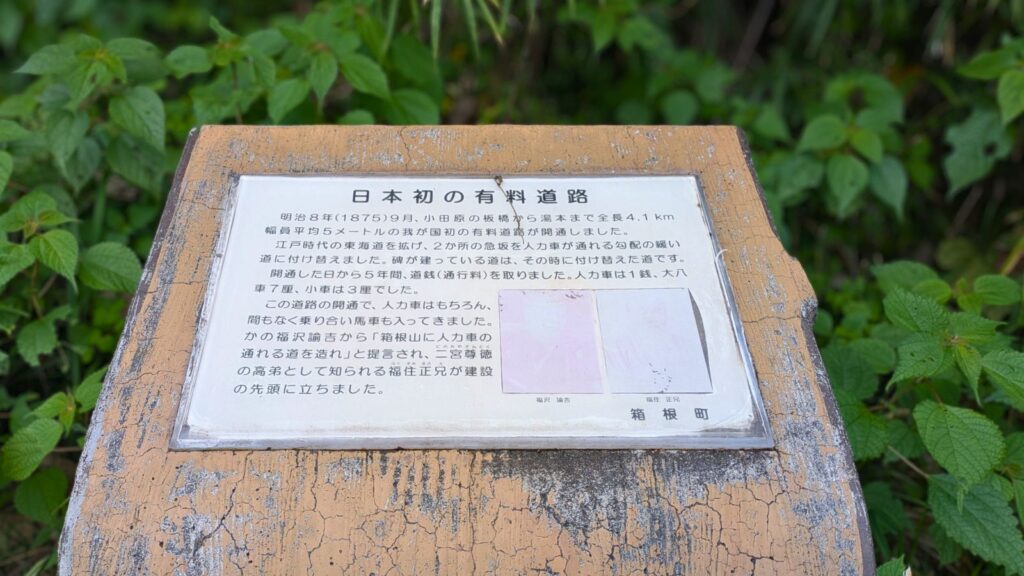 日本初の有料道路
明治8年(1875)9月、小田原の板橋から湯本まで全長4.1km
幅員平均5メートルの我が国初の有料道路が開通しました。
江戸時代の東海道を拡げ、2か所の急坂を人力車が通れる勾配の緩い
道に付け替えました。碑が建っている道は、その時に付け替えた道です。
開通した日から5年間、道銭(通行料)を取りました。人力車は1銭、大八
車7厘、小車は3厘でした。
この道路の開通で、人力車はもちろん、
間もなく乗り合い馬車も入ってきました。
かの福沢諭吉から「箱根山に人力車の
通れる道を造れ」と提言され、二宮尊徳
の高弟として知られる福住正兄が建設
の先頭に立ちました。
福沢 諭吉
福住 正兄
箱根町